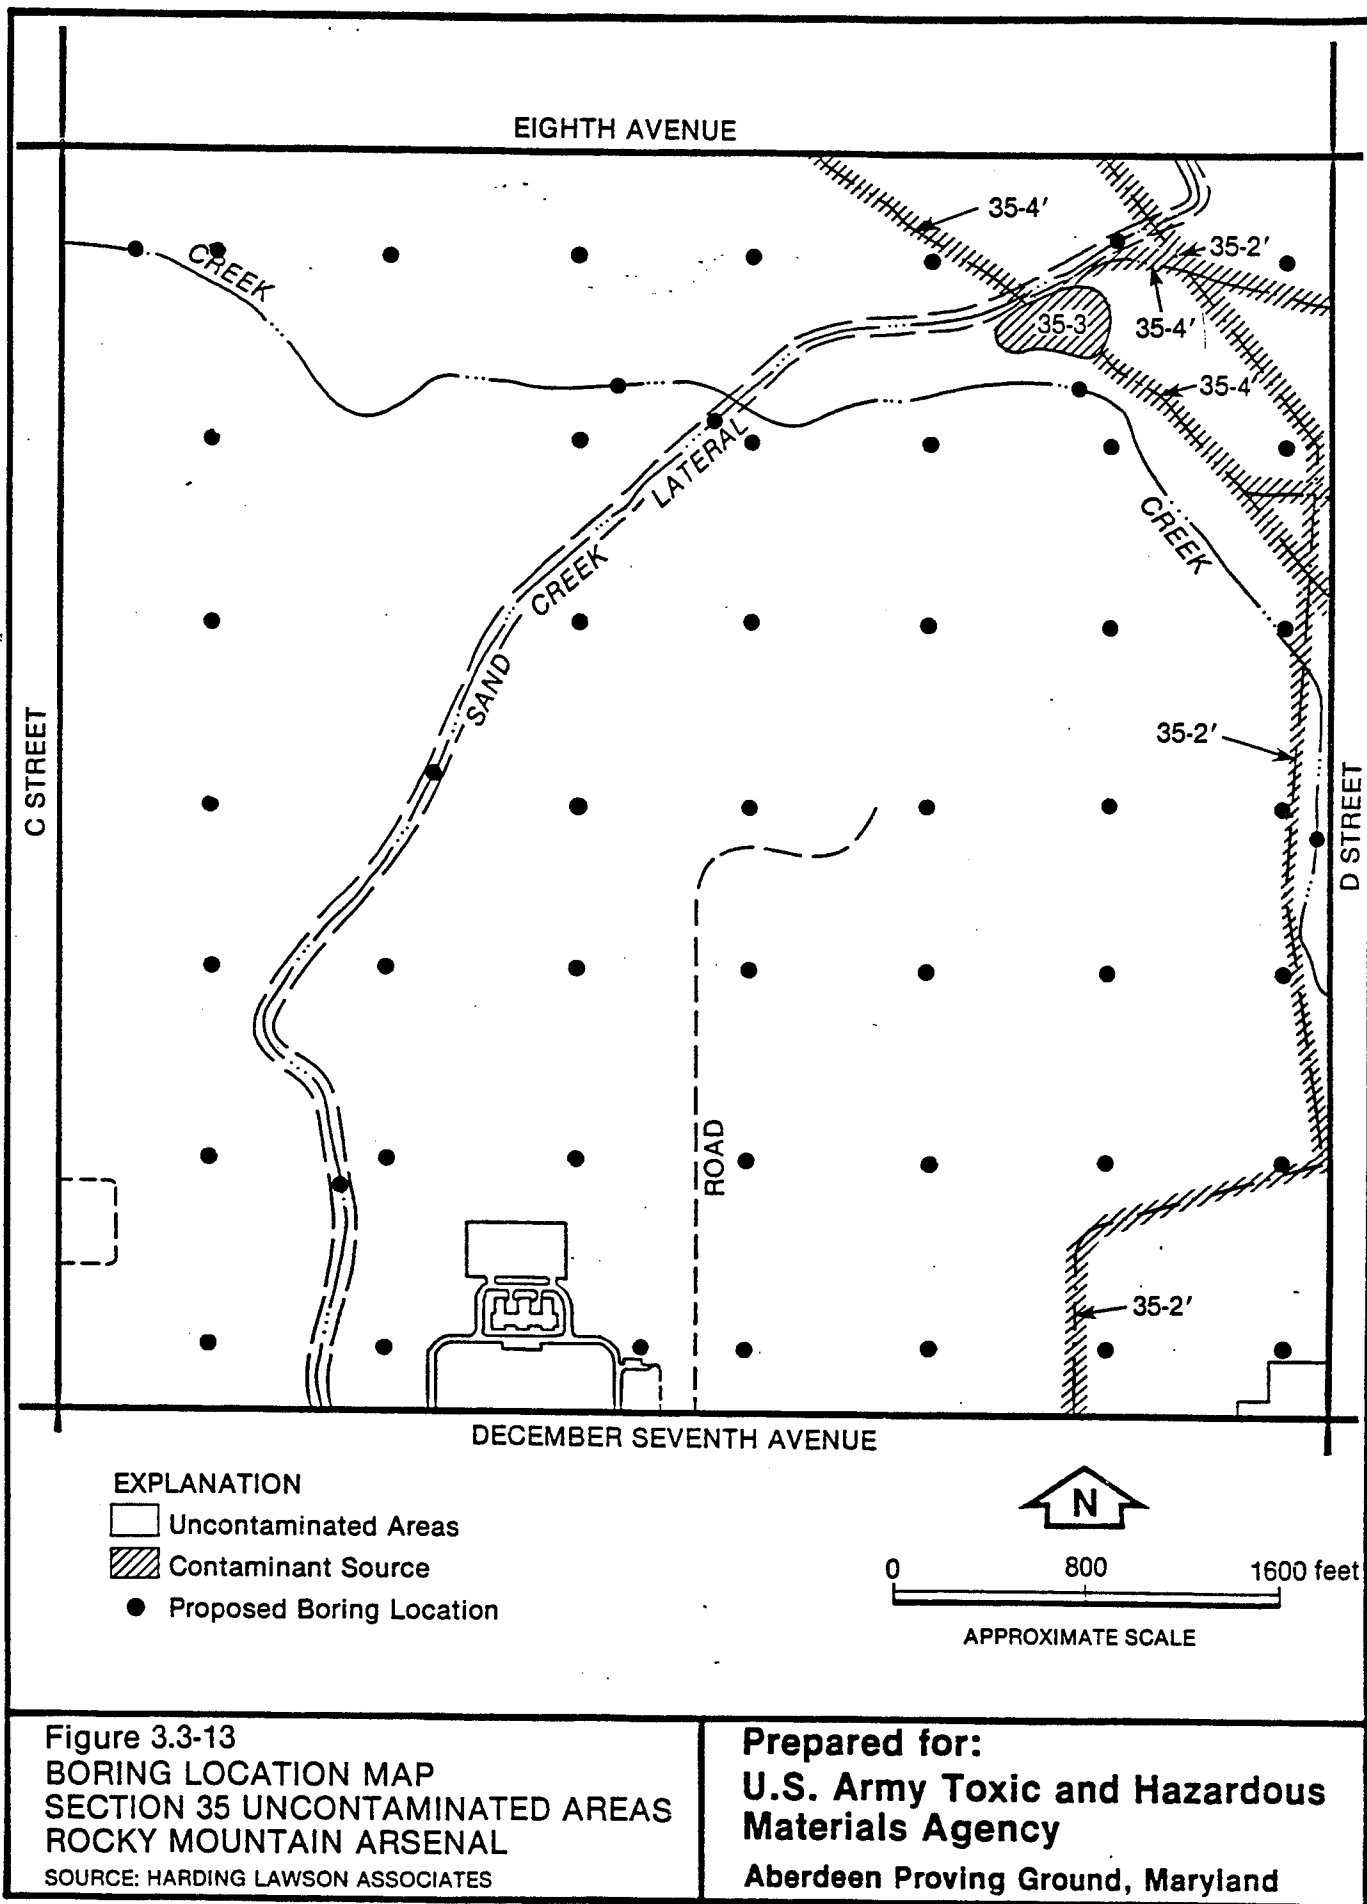 EIGHTH AVENUE
35-4'
35-2'
CREEK
35-3
35-4'
35-4'
LATERAL
CREEK
CREEK
SAND
C STREET
35-2'
D STREET
ROAD
35-2'
DECEMBER SEVENTH AVENUE
EXPLANATION
Uncontaminated Areas
Contaminant Source
Proposed Boring Location
N
0 800 1600 feet
APPROXIMATE SCALE
Figure 3.3-13
BORING LOCATION MAP
SECTION 35 UNCONTAMINATED AREAS
ROCKY MOUNTAIN ARSENAL
SOURCE: HARDING LAWSON ASSOCIATES
Prepared for:
U.S. Army Toxic and Hazardous
Materials Agency
Aberdeen Proving Ground, Maryland